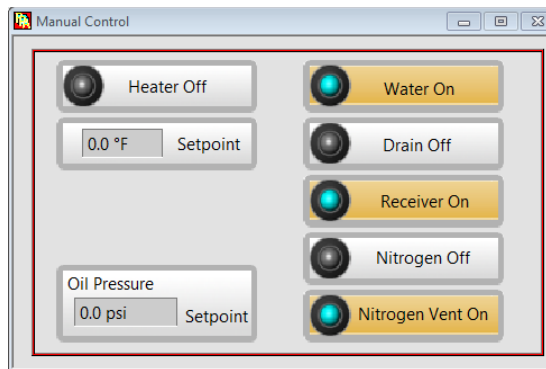 Manual Control
Heater Off
0.0 °F Setpoint
Oil Pressure
0.0 psi Setpoint
Water On
Drain Off
Receiver On
Nitrogen Off
Nitrogen Vent On